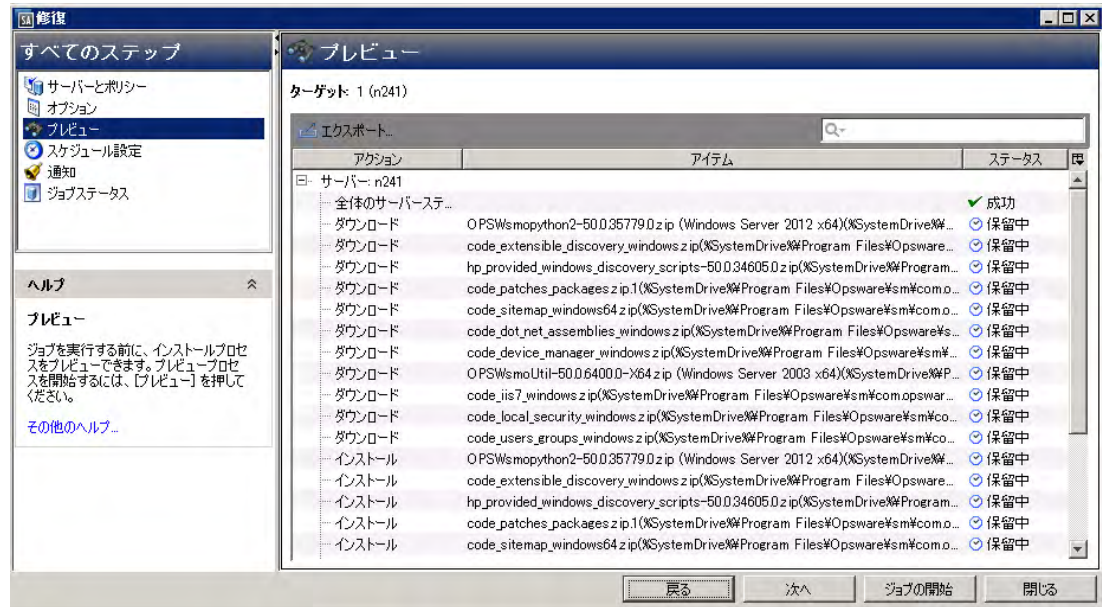 SA 修復
すべてのステップ
サーバーとポリシー
オプション
プレビュー
スケジュール設定
通知
ジョブステータス
ヘルプ
プレビュー
ジョブを実行する前に、インストールプロセ
スをプレビューできます。プレビュープロセ
スを開始するには、[プレビュー] を押して
ください。
その他のヘルプ...
プレビュー
ターゲット: 1 (n241)
エクスポート...
アクション アイテム ステータス
サーバー: n241
全体のサーバーステ... 成功
ダウンロード OPSWsmopython2-50.0.35779.0.zip (Windows Server 2012 x64)(%SystemDrive%¥... 保留中
ダウンロード code_extensible_discovery_windows.zip(%SystemDrive%¥Program Files¥Opsware... 保留中
ダウンロード hp_provided_windows_discovery_scripts-50.0.34605.0.zip(%SystemDrive%¥Program... 保留中
ダウンロード code_patches_packages.zip.1(%SystemDrive%¥Program Files¥Opsware¥sm¥com.o... 保留中
ダウンロード code_sitemap_windows64.zip(%SystemDrive%¥Program Files¥Opsware¥sm¥com.o... 保留中
ダウンロード code_dot_net_assemblies_windows.zip(%SystemDrive%¥Program Files¥Opsware¥s... 保留中
ダウンロード code_device_manager_windows.zip(%SystemDrive%¥Program Files¥Opsware¥sm¥... 保留中
ダウンロード OPSWsmoUtil-50.0.6400.0-X64.zip (Windows Server 2003 x64)(%SystemDrive%¥P... 保留中
ダウンロード code_iis7_windows.zip(%SystemDrive%¥Program Files¥Opsware¥sm¥com.opswar... 保留中
ダウンロード code_local_security_windows.zip(%SystemDrive%¥Program Files¥Opsware¥sm¥co... 保留中
ダウンロード code_users_groups_windows.zip(%SystemDrive%¥Program Files¥Opsware¥sm¥co... 保留中
インストール OPSWsmopython2-50.0.35779.0.zip (Windows Server 2012 x64)(%SystemDrive%¥... 保留中
インストール code_extensible_discovery_windows.zip(%SystemDrive%¥Program Files¥Opsware... 保留中
インストール hp_provided_windows_discovery_scripts-50.0.34605.0.zip(%SystemDrive%¥Program... 保留中
インストール code_patches_packages.zip.1(%SystemDrive%¥Program Files¥Opsware¥sm¥com.o... 保留中
インストール code_sitemap_windows64.zip(%SystemDrive%¥Program Files¥Opsware¥sm¥com.o... 保留中
戻る 次へ ジョブの開始 閉じる